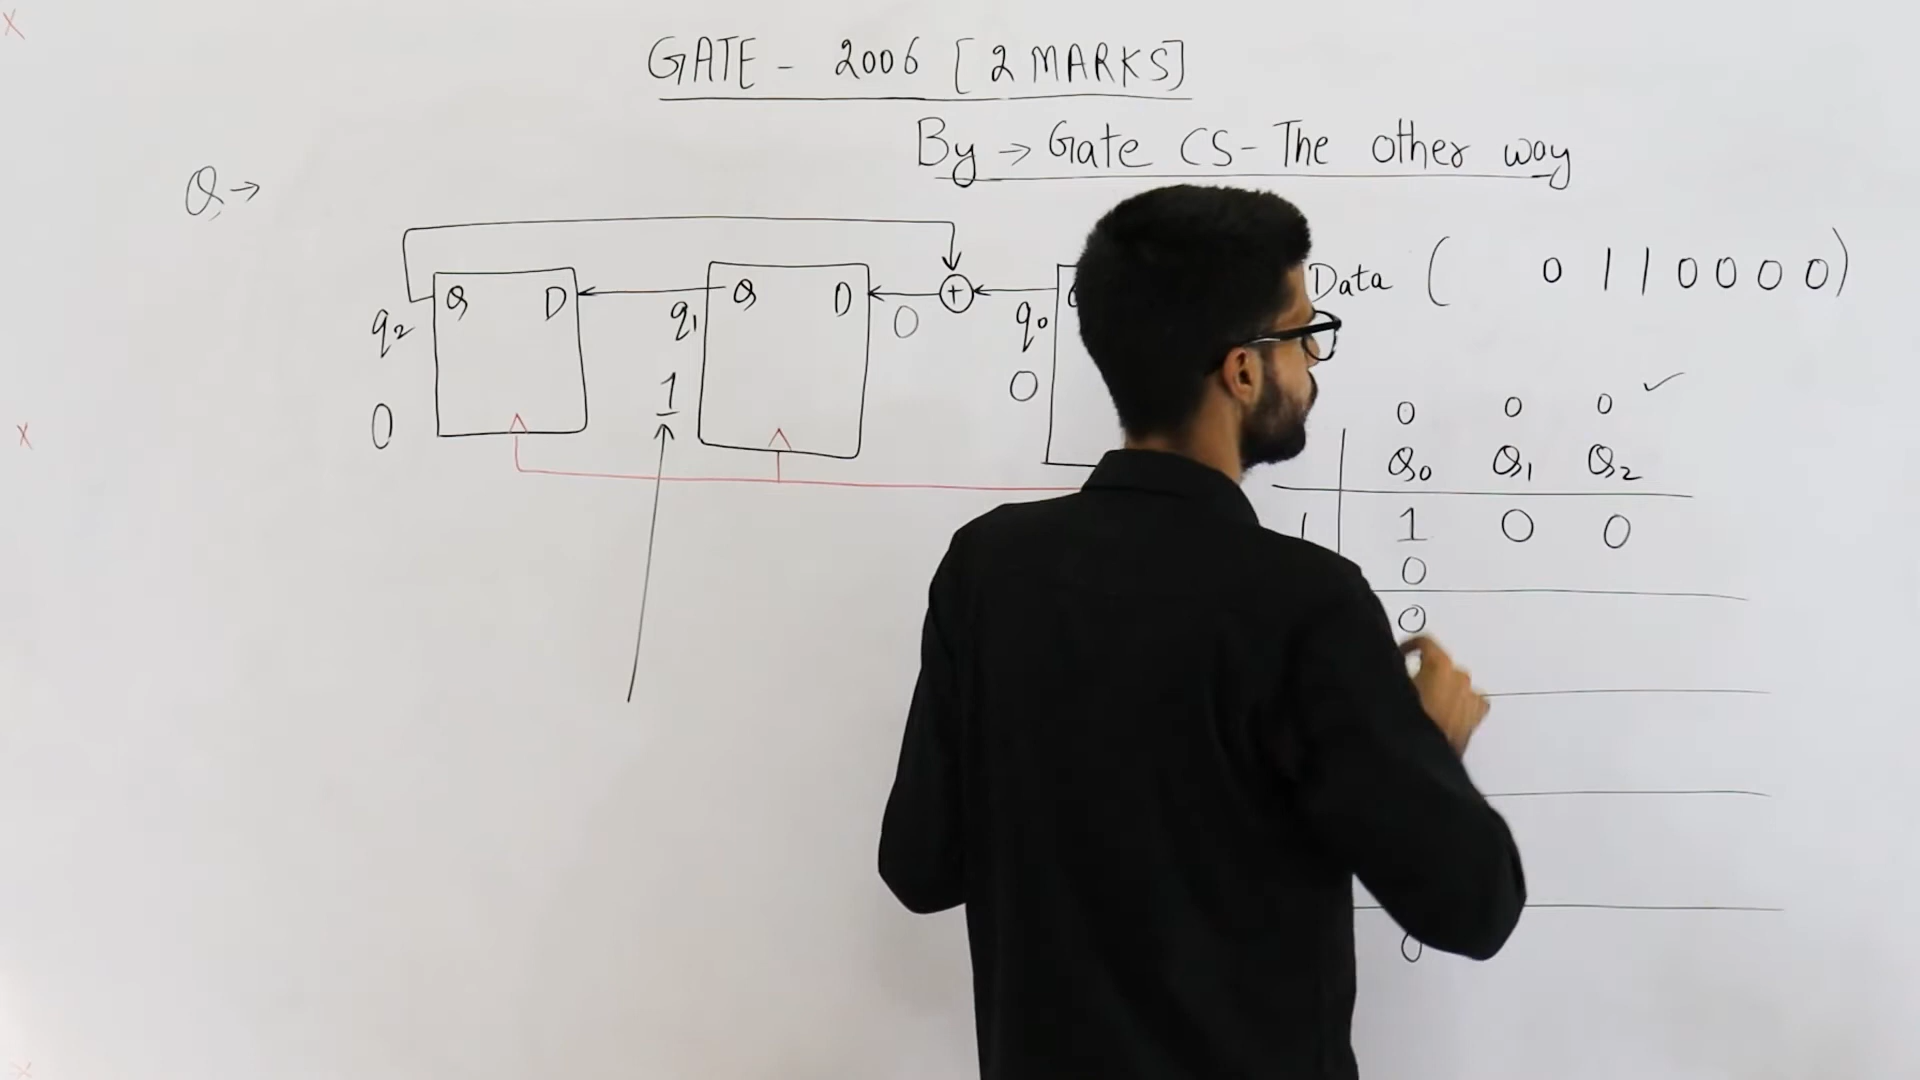 GATE - 2006 [2 MARKS]
By → Gate CS - The other way
Q →
Data ( 0 1 1 0 0 0 0 )
Q D Q D +
q2 q1 0 q0
0 1 0
0 0 0 ✓
Q0 Q1 Q2
1 1 0 0
0
0
0